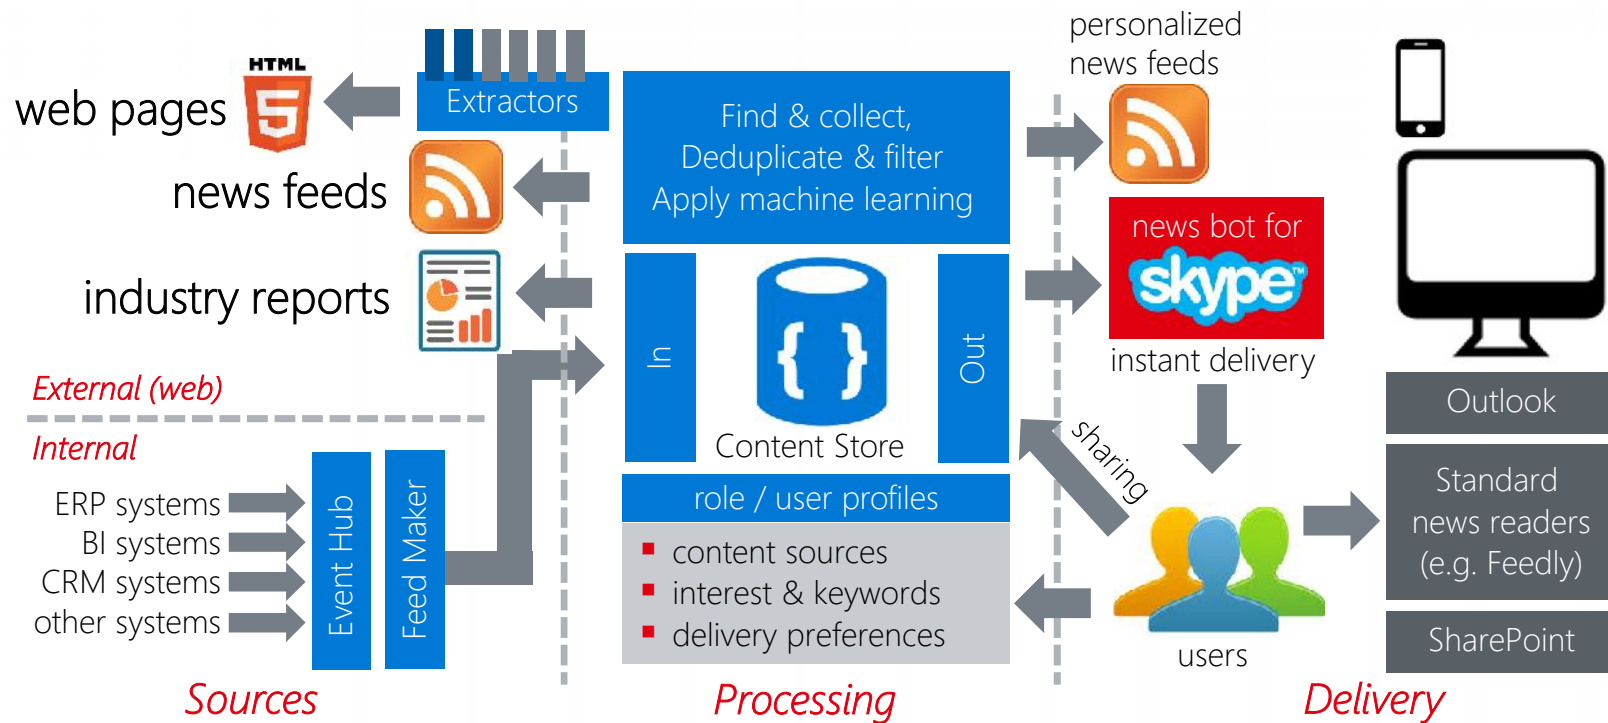 HTML
5
web pages
Extractors
news feeds
industry reports
External (web)
Internal
ERP systems
BI systems
CRM systems
other systems
Event Hub
Feed Maker
Sources
Find & collect,
Deduplicate & filter
Apply machine learning
In
{ }
Out
Content Store
role / user profiles
content sources
interest & keywords
delivery preferences
Processing
personalized
news feeds
news bot for
skype™
instant delivery
sharing
users
Outlook
Standard
news readers
(e.g. Feedly)
SharePoint
Delivery